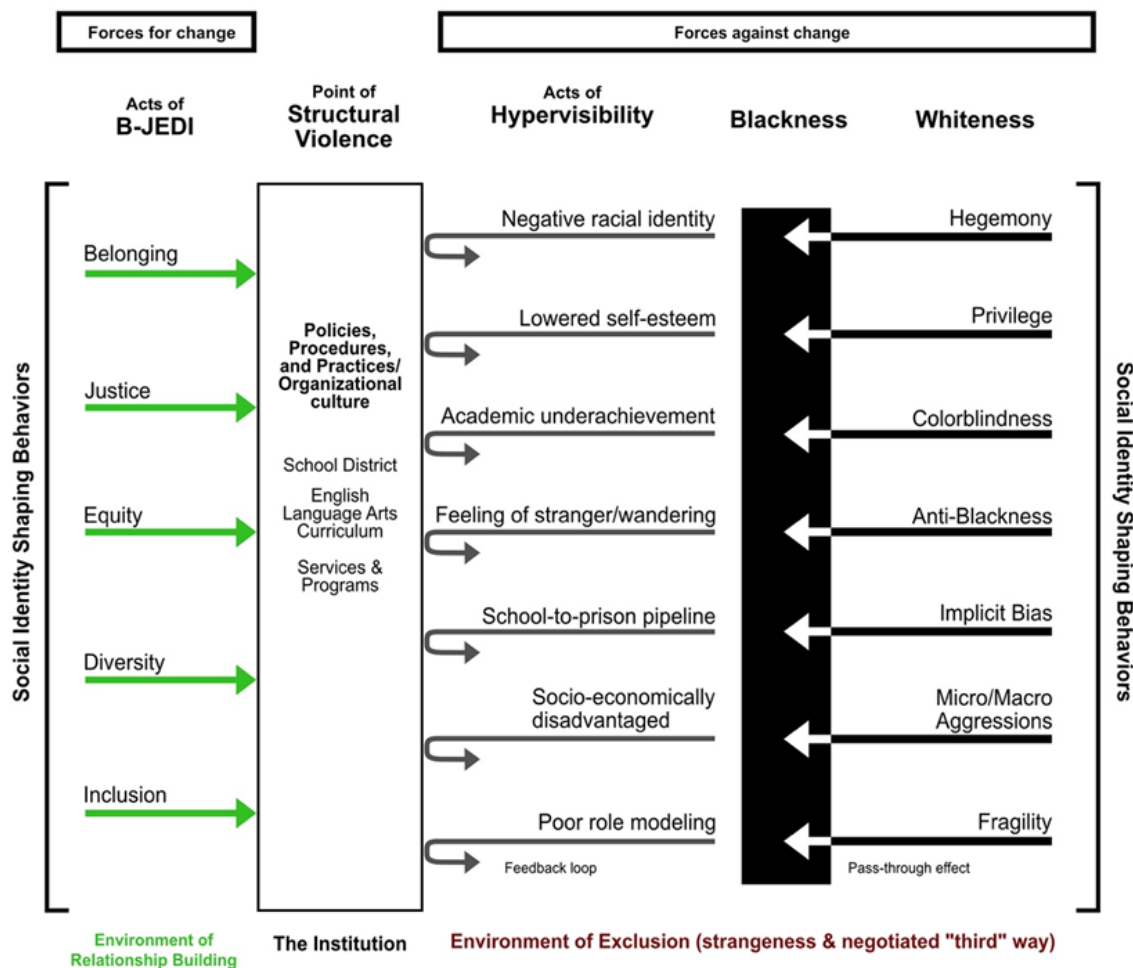 Forces for change
Forces against change
Acts of
B-JEDI
Point of
Structural
Violence
Acts of
Hypervisibility
Blackness
Whiteness
Social Identity Shaping Behaviors
Belonging
Justice
Equity
Diversity
Inclusion
Policies,
Procedures,
and Practices/
Organizational
culture
School District
English
Language Arts
Curriculum
Services &
Programs
Negative racial identity
Lowered self-esteem
Academic underachievement
Feeling of stranger/wandering
School-to-prison pipeline
Socio-economically
disadvantaged
Poor role modeling
Feedback loop
Hegemony
Privilege
Colorblindness
Anti-Blackness
Implicit Bias
Micro/Macro
Aggressions
Fragility
Pass-through effect
Social Identity Shaping Behaviors
Environment of
Relationship Building
The Institution
Environment of Exclusion (strangeness & negotiated "third" way)